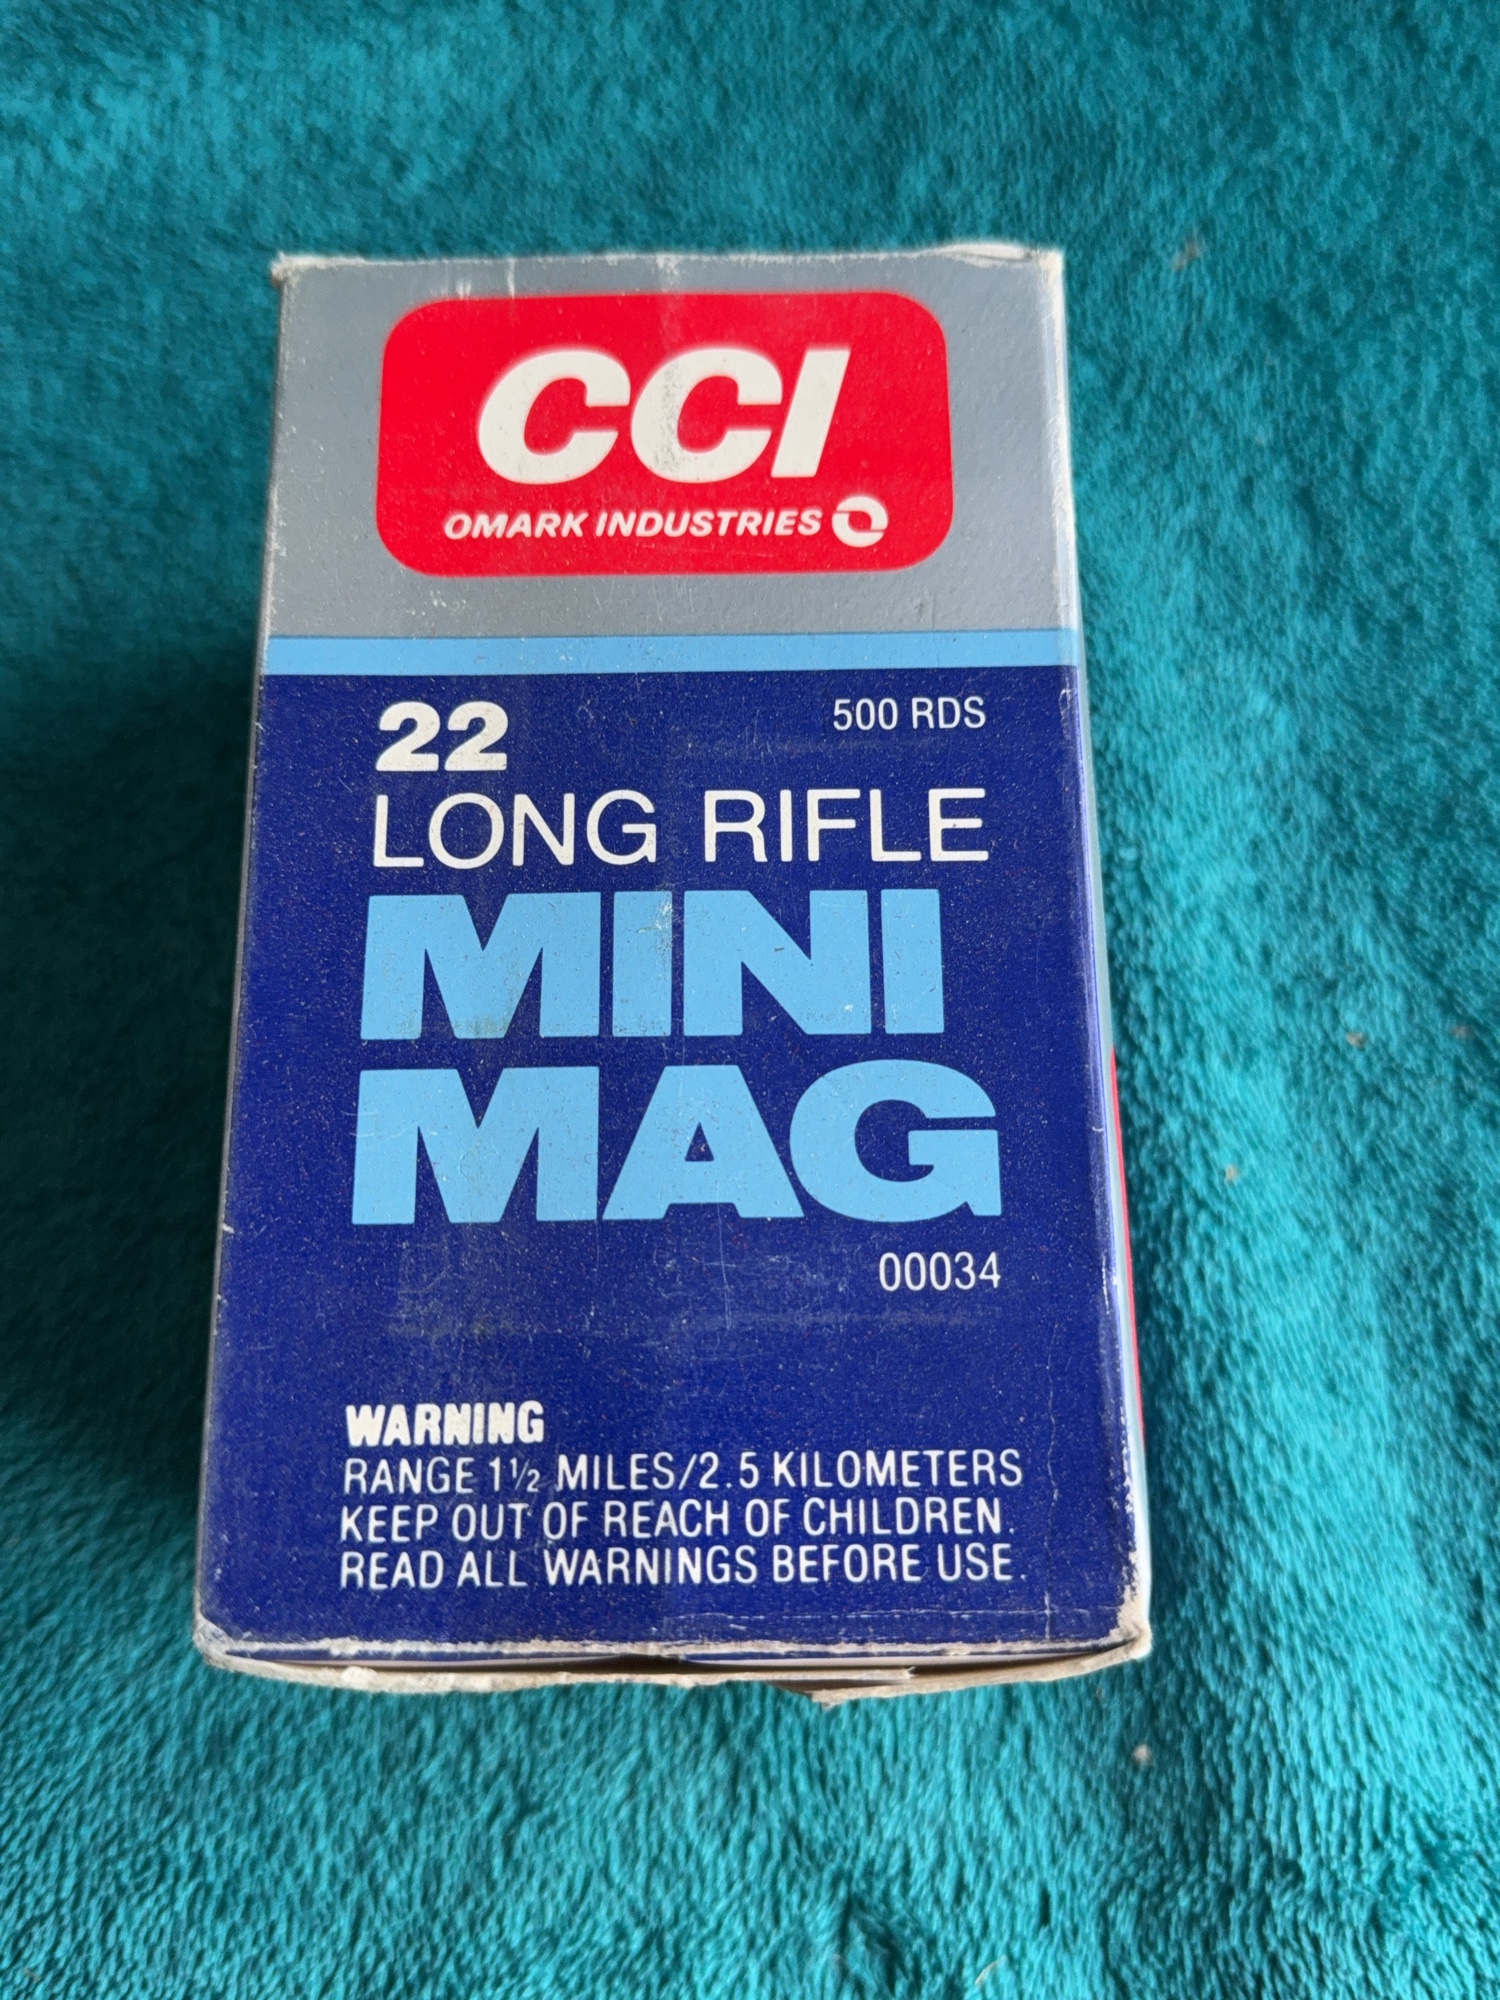 CCI
OMARK INDUSTRIES
22
500 RDS
LONG RIFLE
MINI
MAG
00034
WARNING
RANGE 1½ MILES/2.5 KILOMETERS
KEEP OUT OF REACH OF CHILDREN.
READ ALL WARNINGS BEFORE USE.